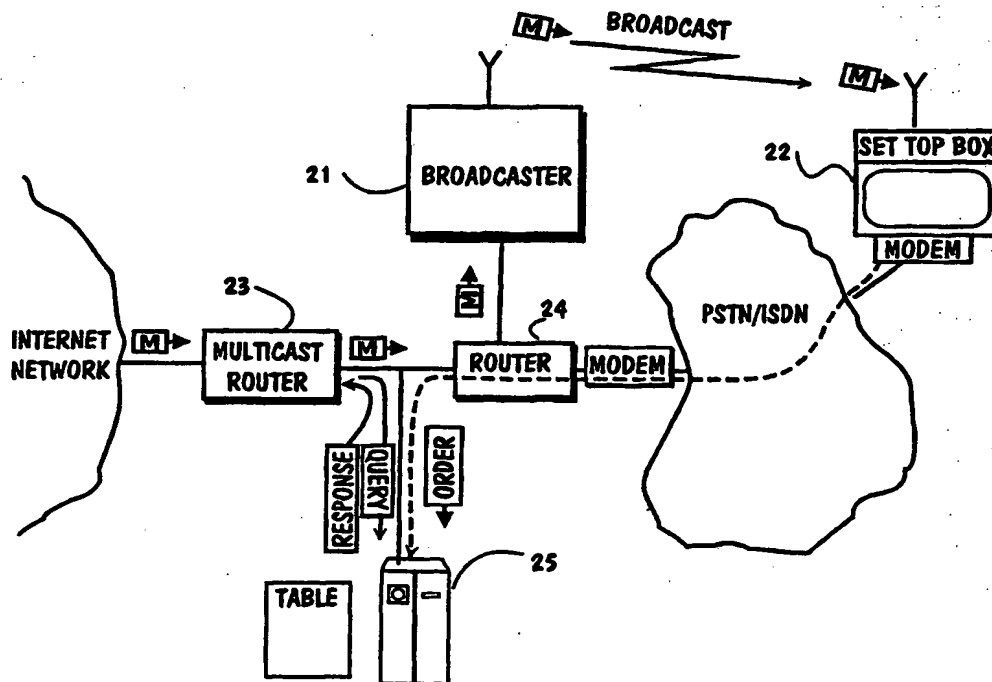 M
BROADCAST
M
SET TOP BOX
22
21
BROADCASTER
MODEM
23
M
24
PSTN/ISDN
INTERNET
NETWORK
M
MULTICAST
ROUTER
M
ROUTER
MODEM
RESPONSE
QUERY
ORDER
25
TABLE